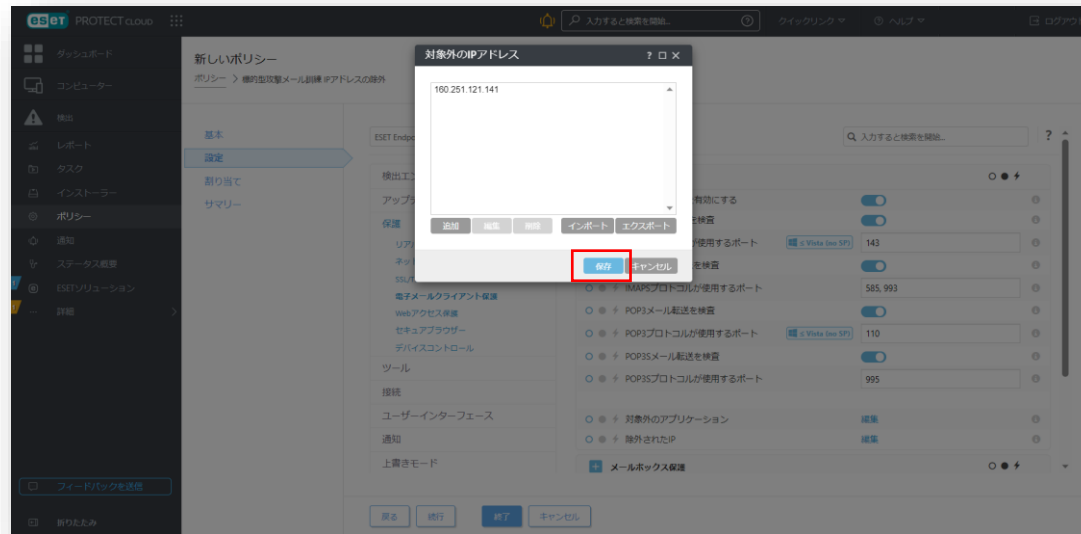 eset PROTECT CLOUD
入力すると検索を開始...
クイックリンク
ヘルプ
ログアウト
ダッシュボード
コンピューター
検出
レポート
タスク
インストーラー
ポリシー
通知
ステータス概要
ESETソリューション
詳細
フィードバックを送信
折りたたみ
新しいポリシー
ポリシー > 標的型攻撃メール訓練 IPアドレスの除外
基本
設定
割り当て
サマリー
対象外のIPアドレス
160.251.121.141
追加 編集 削除 インポート エクスポート
保存 キャンセル
ESET Endpo
入力すると検索を開始...
検出エン
アップデ
保護
リアル
ネット
SSL/T
電子メールクライアント保護
Webアクセス保護
セキュアブラウザー
デバイスコントロール
ツール
接続
ユーザーインターフェース
通知
上書きモード
有効にする
を検査
が使用するポート ≤ Vista (no SP) 143
を検査
IMAPSプロトコルが使用するポート 585, 993
POP3メール転送を検査
POP3プロトコルが使用するポート ≤ Vista (no SP) 110
POP3Sメール転送を検査
POP3Sプロトコルが使用するポート 995
対象外のアプリケーション 編集
除外されたIP 編集
メールボックス保護
戻る 続行 終了 キャンセル